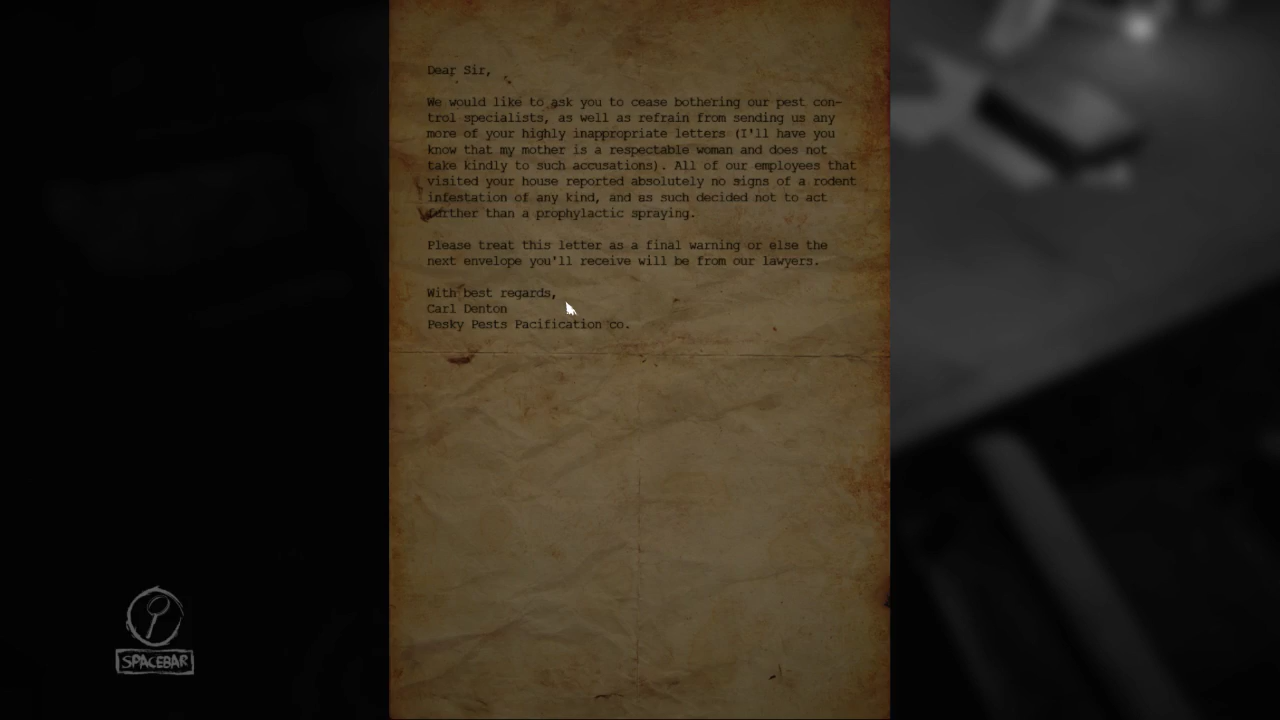 Dear Sir,
We would like to ask you to cease bothering our pest con-
trol specialists, as well as refrain from sending us any
more of your highly inappropriate letters (I'll have you
know that my mother is a respectable woman and does not
take kindly to such accusations). All of our employees that
visited your house reported absolutely no signs of a rodent
infestation of any kind, and as such decided not to act
further than a prophylactic spraying.
Please treat this letter as a final warning or else the
next envelope you'll receive will be from our lawyers.
With best regards,
Carl Denton
Pesky Pests Pacification co.
SPACEBAR